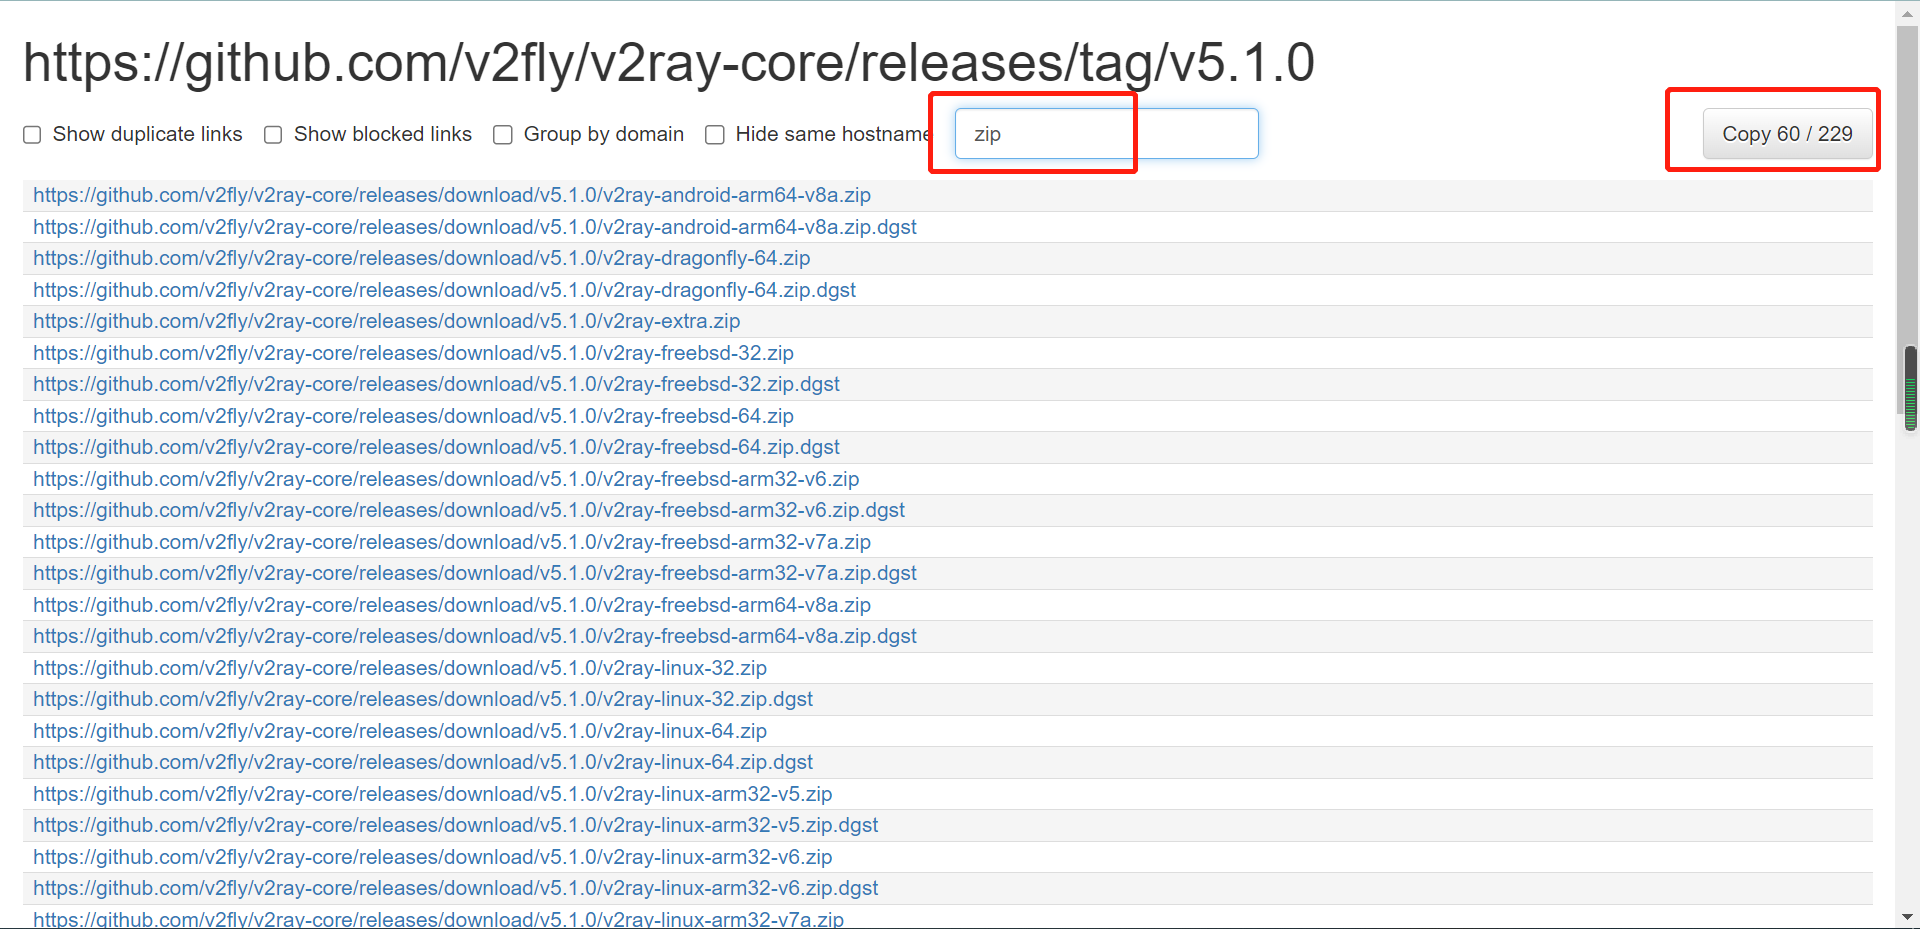 https://github.com/v2fly/v2ray-core/releases/tag/v5.1.0
Show duplicate links Show blocked links Group by domain Hide same hostname zip Copy 60 / 229
https://github.com/v2fly/v2ray-core/releases/download/v5.1.0/v2ray-android-arm64-v8a.zip
https://github.com/v2fly/v2ray-core/releases/download/v5.1.0/v2ray-android-arm64-v8a.zip.dgst
https://github.com/v2fly/v2ray-core/releases/download/v5.1.0/v2ray-dragonfly-64.zip
https://github.com/v2fly/v2ray-core/releases/download/v5.1.0/v2ray-dragonfly-64.zip.dgst
https://github.com/v2fly/v2ray-core/releases/download/v5.1.0/v2ray-extra.zip
https://github.com/v2fly/v2ray-core/releases/download/v5.1.0/v2ray-freebsd-32.zip
https://github.com/v2fly/v2ray-core/releases/download/v5.1.0/v2ray-freebsd-32.zip.dgst
https://github.com/v2fly/v2ray-core/releases/download/v5.1.0/v2ray-freebsd-64.zip
https://github.com/v2fly/v2ray-core/releases/download/v5.1.0/v2ray-freebsd-64.zip.dgst
https://github.com/v2fly/v2ray-core/releases/download/v5.1.0/v2ray-freebsd-arm32-v6.zip
https://github.com/v2fly/v2ray-core/releases/download/v5.1.0/v2ray-freebsd-arm32-v6.zip.dgst
https://github.com/v2fly/v2ray-core/releases/download/v5.1.0/v2ray-freebsd-arm32-v7a.zip
https://github.com/v2fly/v2ray-core/releases/download/v5.1.0/v2ray-freebsd-arm32-v7a.zip.dgst
https://github.com/v2fly/v2ray-core/releases/download/v5.1.0/v2ray-freebsd-arm64-v8a.zip
https://github.com/v2fly/v2ray-core/releases/download/v5.1.0/v2ray-freebsd-arm64-v8a.zip.dgst
https://github.com/v2fly/v2ray-core/releases/download/v5.1.0/v2ray-linux-32.zip
https://github.com/v2fly/v2ray-core/releases/download/v5.1.0/v2ray-linux-32.zip.dgst
https://github.com/v2fly/v2ray-core/releases/download/v5.1.0/v2ray-linux-64.zip
https://github.com/v2fly/v2ray-core/releases/download/v5.1.0/v2ray-linux-64.zip.dgst
https://github.com/v2fly/v2ray-core/releases/download/v5.1.0/v2ray-linux-arm32-v5.zip
https://github.com/v2fly/v2ray-core/releases/download/v5.1.0/v2ray-linux-arm32-v5.zip.dgst
https://github.com/v2fly/v2ray-core/releases/download/v5.1.0/v2ray-linux-arm32-v6.zip
https://github.com/v2fly/v2ray-core/releases/download/v5.1.0/v2ray-linux-arm32-v6.zip.dgst
https://github.com/v2fly/v2ray-core/releases/download/v5.1.0/v2ray-linux-arm32-v7a.zip